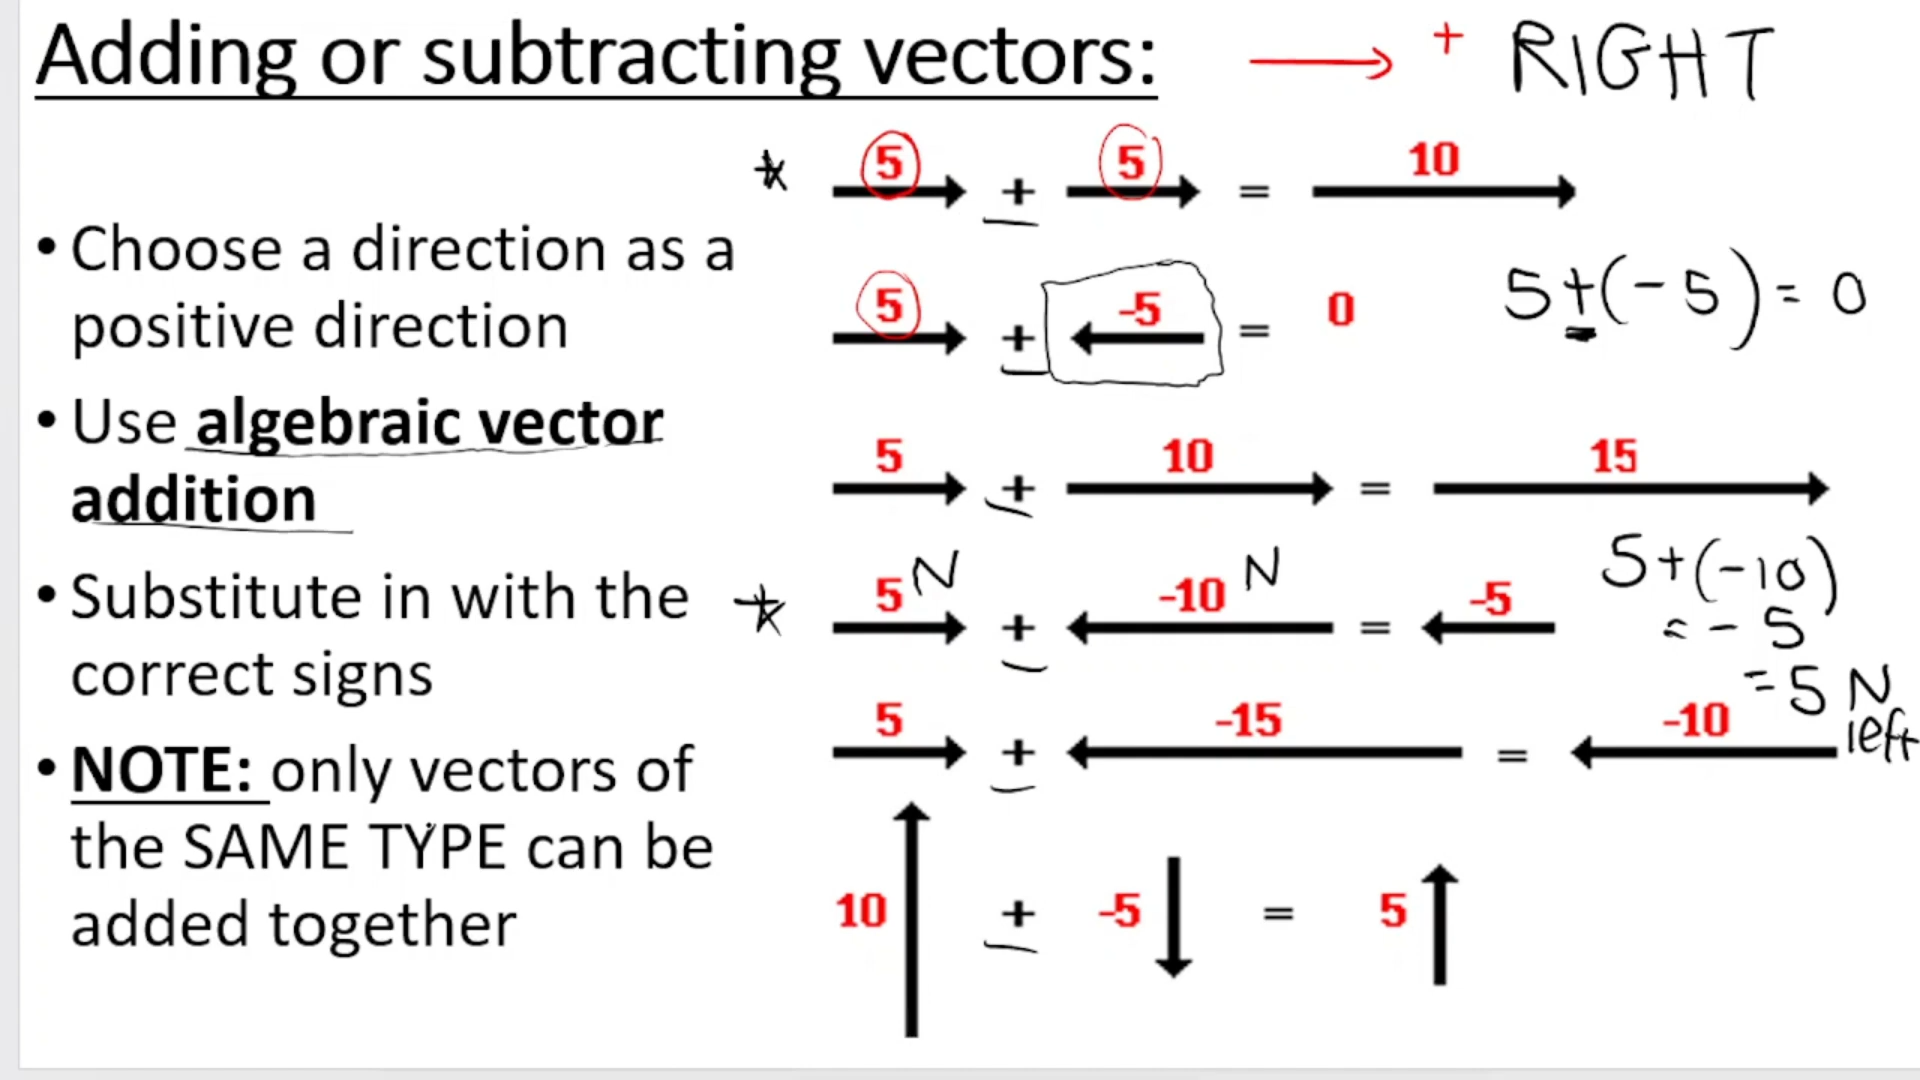 Adding or subtracting vectors: → + RIGHT
* 5 + 5 = 10
• Choose a direction as a
positive direction
5 + -5 = 0 5+(-5)=0
• Use algebraic vector
addition
5 + 10 = 15
• Substitute in with the
correct signs
* 5 N + -10 N = -5 5+(-10)
= -5
= 5 N
left
5 + -15 = -10
• NOTE: only vectors of
the SAME TYPE can be
added together
10 + -5 = 5